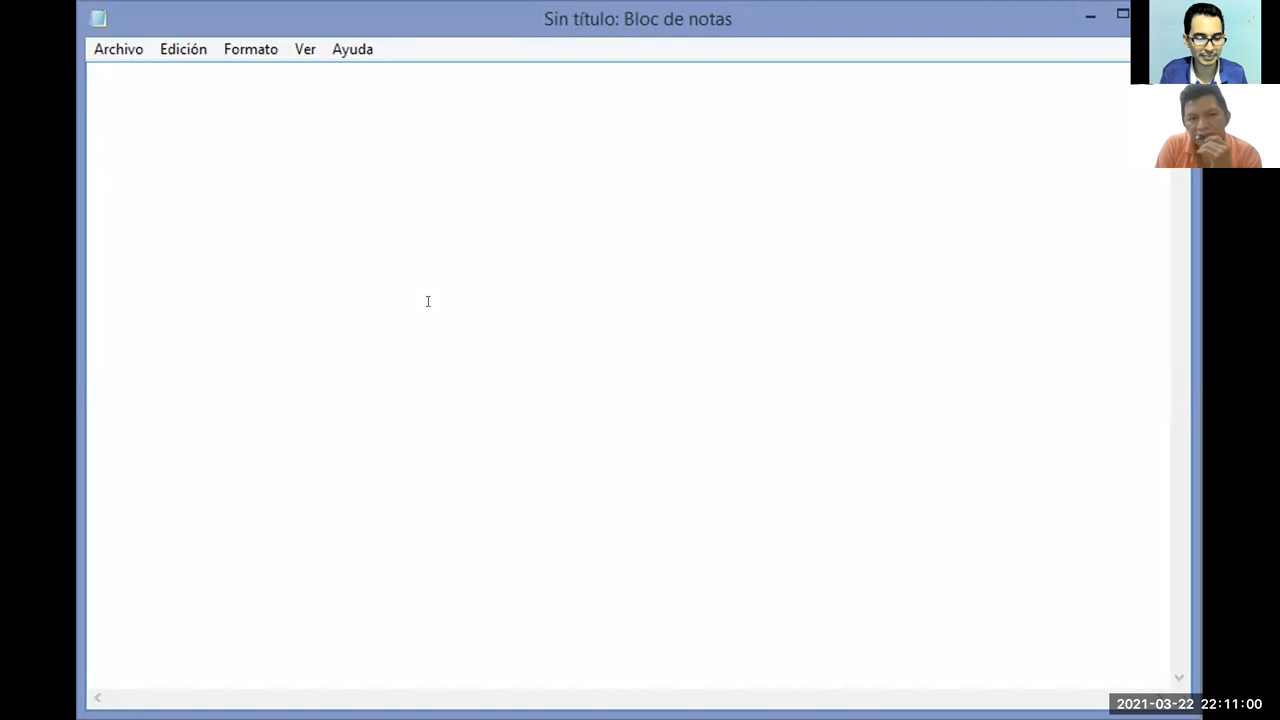 Sin título: Bloc de notas
Archivo Edición Formato Ver Ayuda
2021-03-22 22:11:00